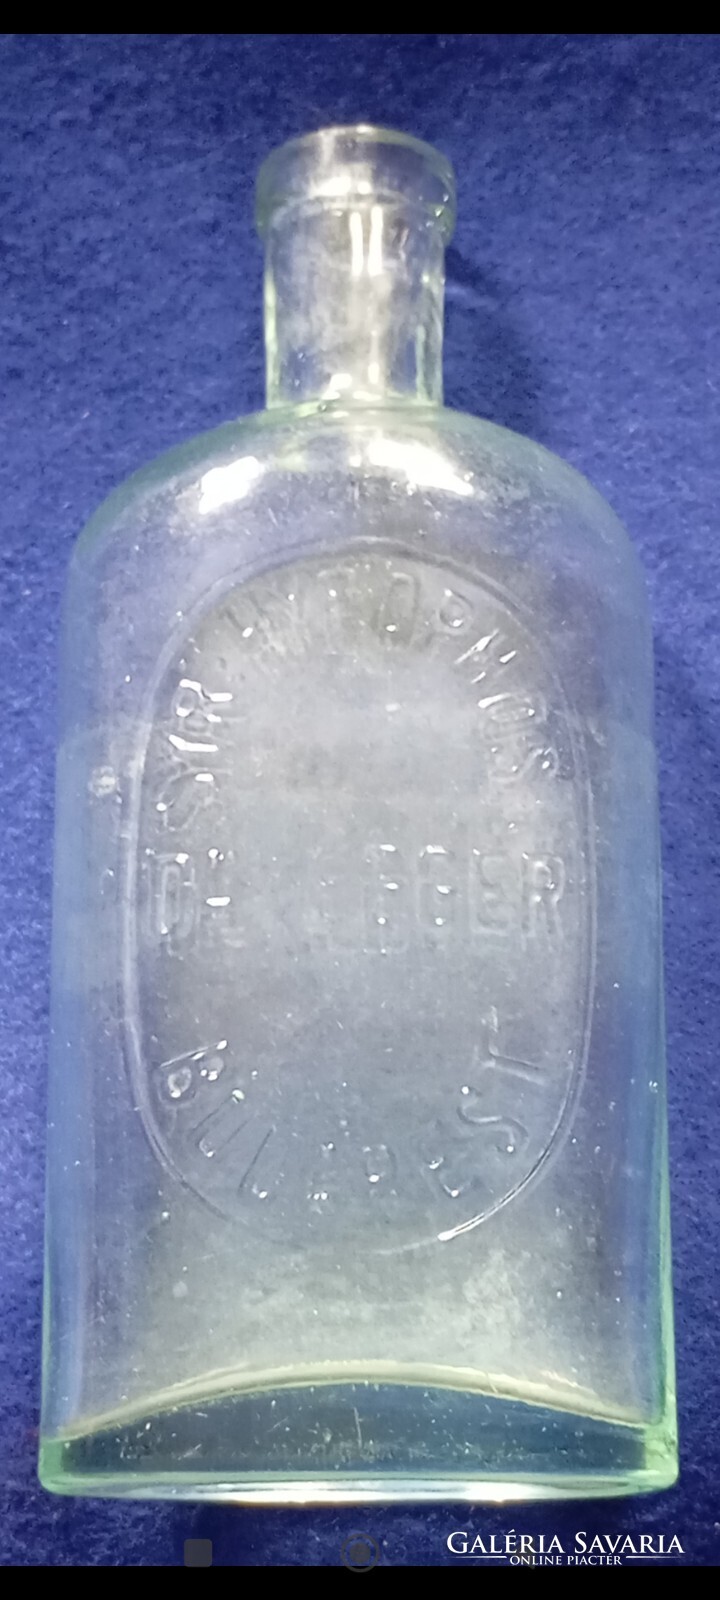 SYR. HYPOPHOS
DR. EGGER
BUDAPEST
GALÉRIA SAVARIA
ONLINE PIACTÉR